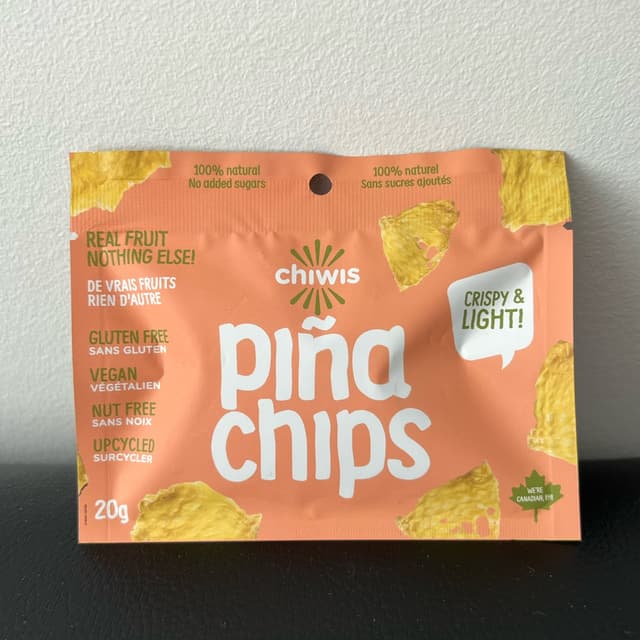 100% natural
No added sugars
100% naturel
Sans sucres ajoutés
REAL FRUIT
NOTHING ELSE!
DE VRAIS FRUITS
RIEN D'AUTRE
chiwis
CRISPY &
LIGHT!
piña
chips
GLUTEN FREE
SANS GLUTEN
VEGAN
VÉGÉTALIEN
NUT FREE
SANS NOIX
UPCYCLED
SURCYCLER
20g
WE'RE
CANADIAN, EH!